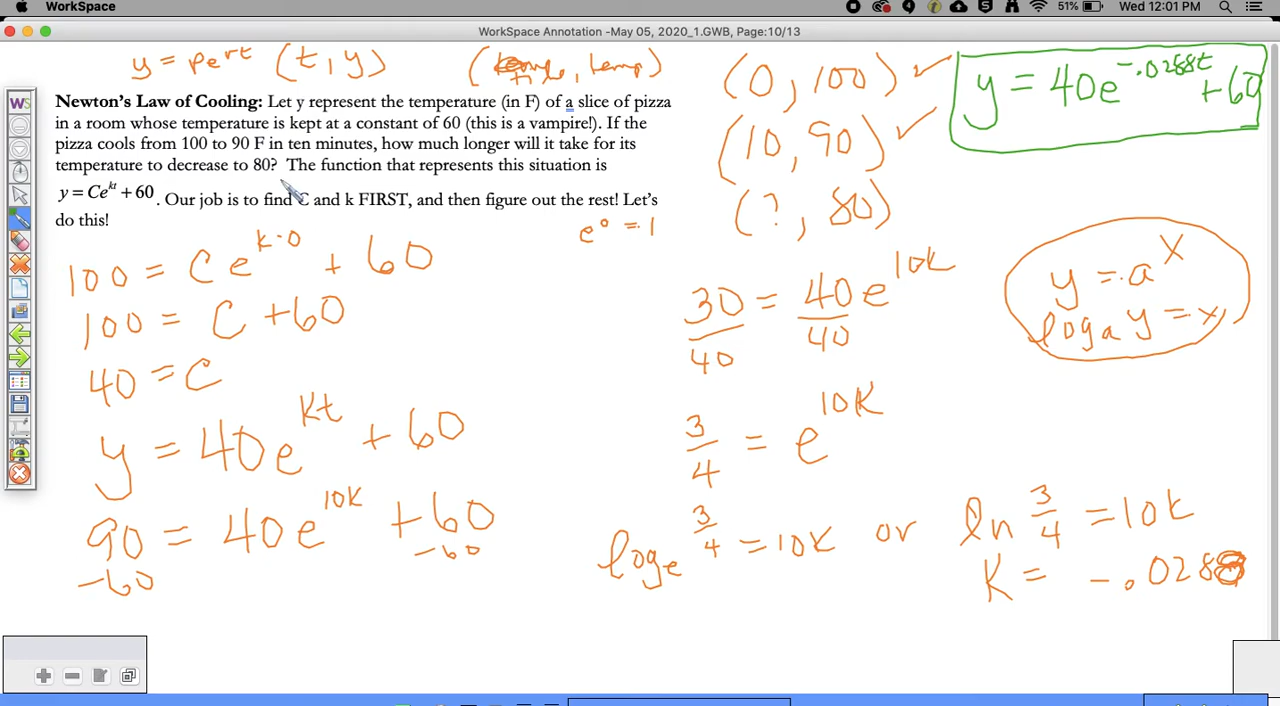 WorkSpace
51%
Wed 12:01 PM
WorkSpace Annotation -May 05, 2020_1.GWB, Page:10/13
WS
y = Pe^rt (t, y) (time, temp)
Newton's Law of Cooling: Let y represent the temperature (in F) of a slice of pizza
in a room whose temperature is kept at a constant of 60 (this is a vampire!). If the
pizza cools from 100 to 90 F in ten minutes, how much longer will it take for its
temperature to decrease to 80? The function that represents this situation is
y = Ce^kt + 60 . Our job is to find C and k FIRST, and then figure out the rest! Let's
do this!
e^0 = 1
(0, 100) ✓
(10, 90) ✓
(?, 80)
y = 40e^-.0288t + 60
100 = Ce^k·0 + 60
100 = C + 60
40 = C
y = 40e^kt + 60
90 = 40e^10k + 60
-60 -60
30 = 40e^10k
40 40
3/4 = e^10k
log_e 3/4 = 10k or ln 3/4 = 10k
k = -.0288
y = a^x
log_a y = x